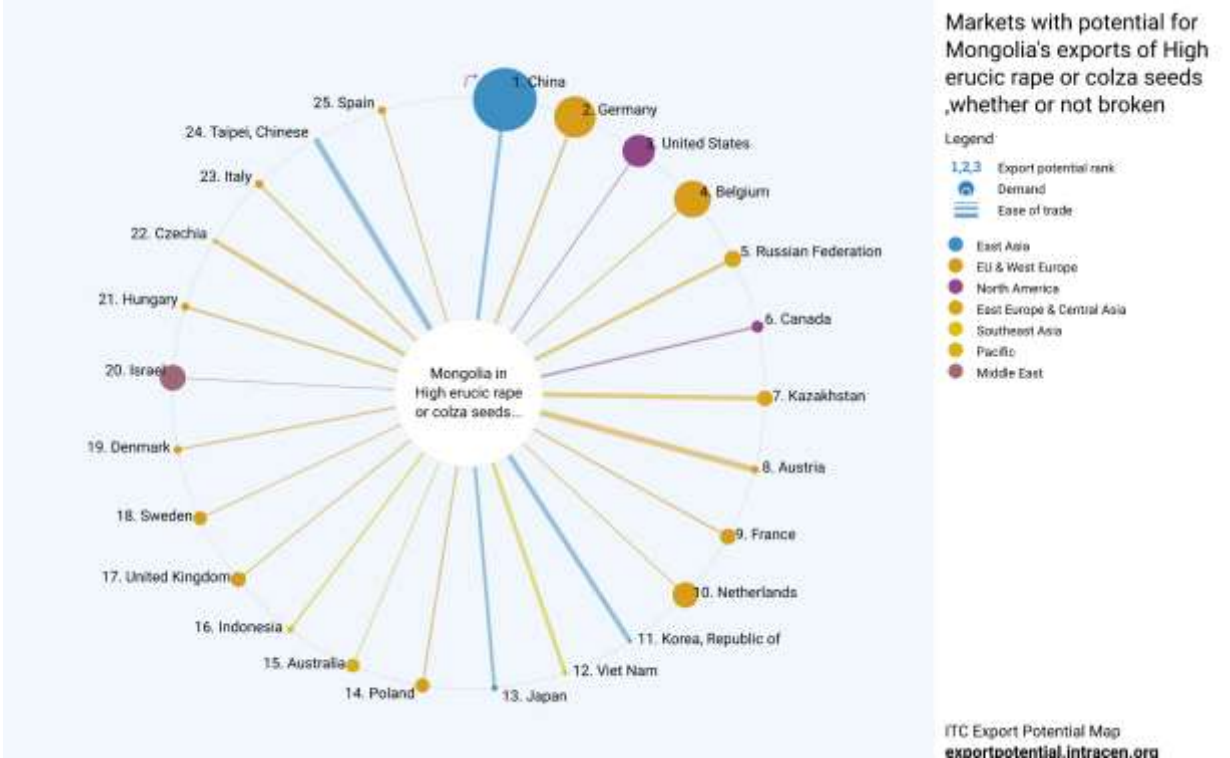 Markets with potential for
Mongolia's exports of High
erucic rape or colza seeds
,whether or not broken
Legend
1,2,3 Export potential rank
Demand
Ease of trade
East Asia
EU & West Europe
North America
East Europe & Central Asia
Southeast Asia
Pacific
Middle East
1. China
2. Germany
3. United States
4. Belgium
5. Russian Federation
6. Canada
7. Kazakhstan
8. Austria
9. France
10. Netherlands
11. Korea, Republic of
12. Viet Nam
13. Japan
14. Poland
15. Australia
16. Indonesia
17. United Kingdom
18. Sweden
19. Denmark
20. Israel
21. Hungary
22. Czechia
23. Italy
24. Taipei, Chinese
25. Spain
Mongolia in
High erucic rape
or colza seeds...
ITC Export Potential Map
exportpotential.intracen.org